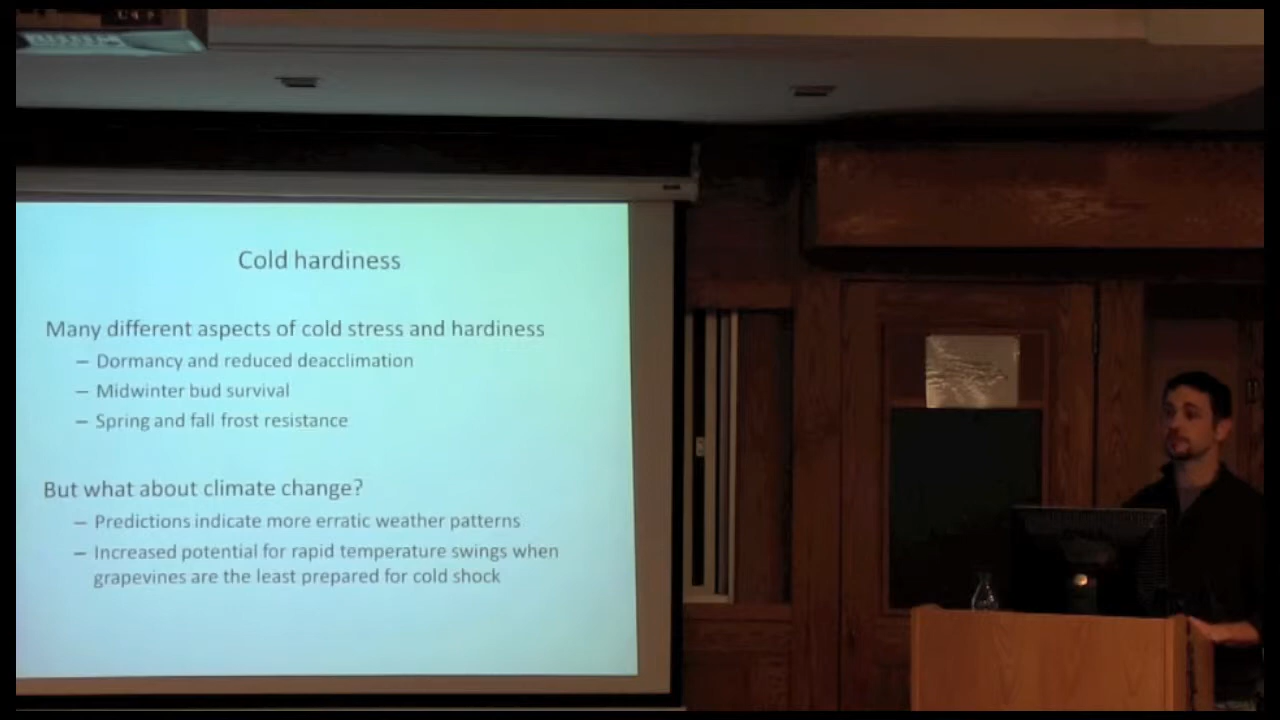 Cold hardiness
Many different aspects of cold stress and hardiness
– Dormancy and reduced deacclimation
– Midwinter bud survival
– Spring and fall frost resistance
But what about climate change?
– Predictions indicate more erratic weather patterns
– Increased potential for rapid temperature swings when
grapevines are the least prepared for cold shock